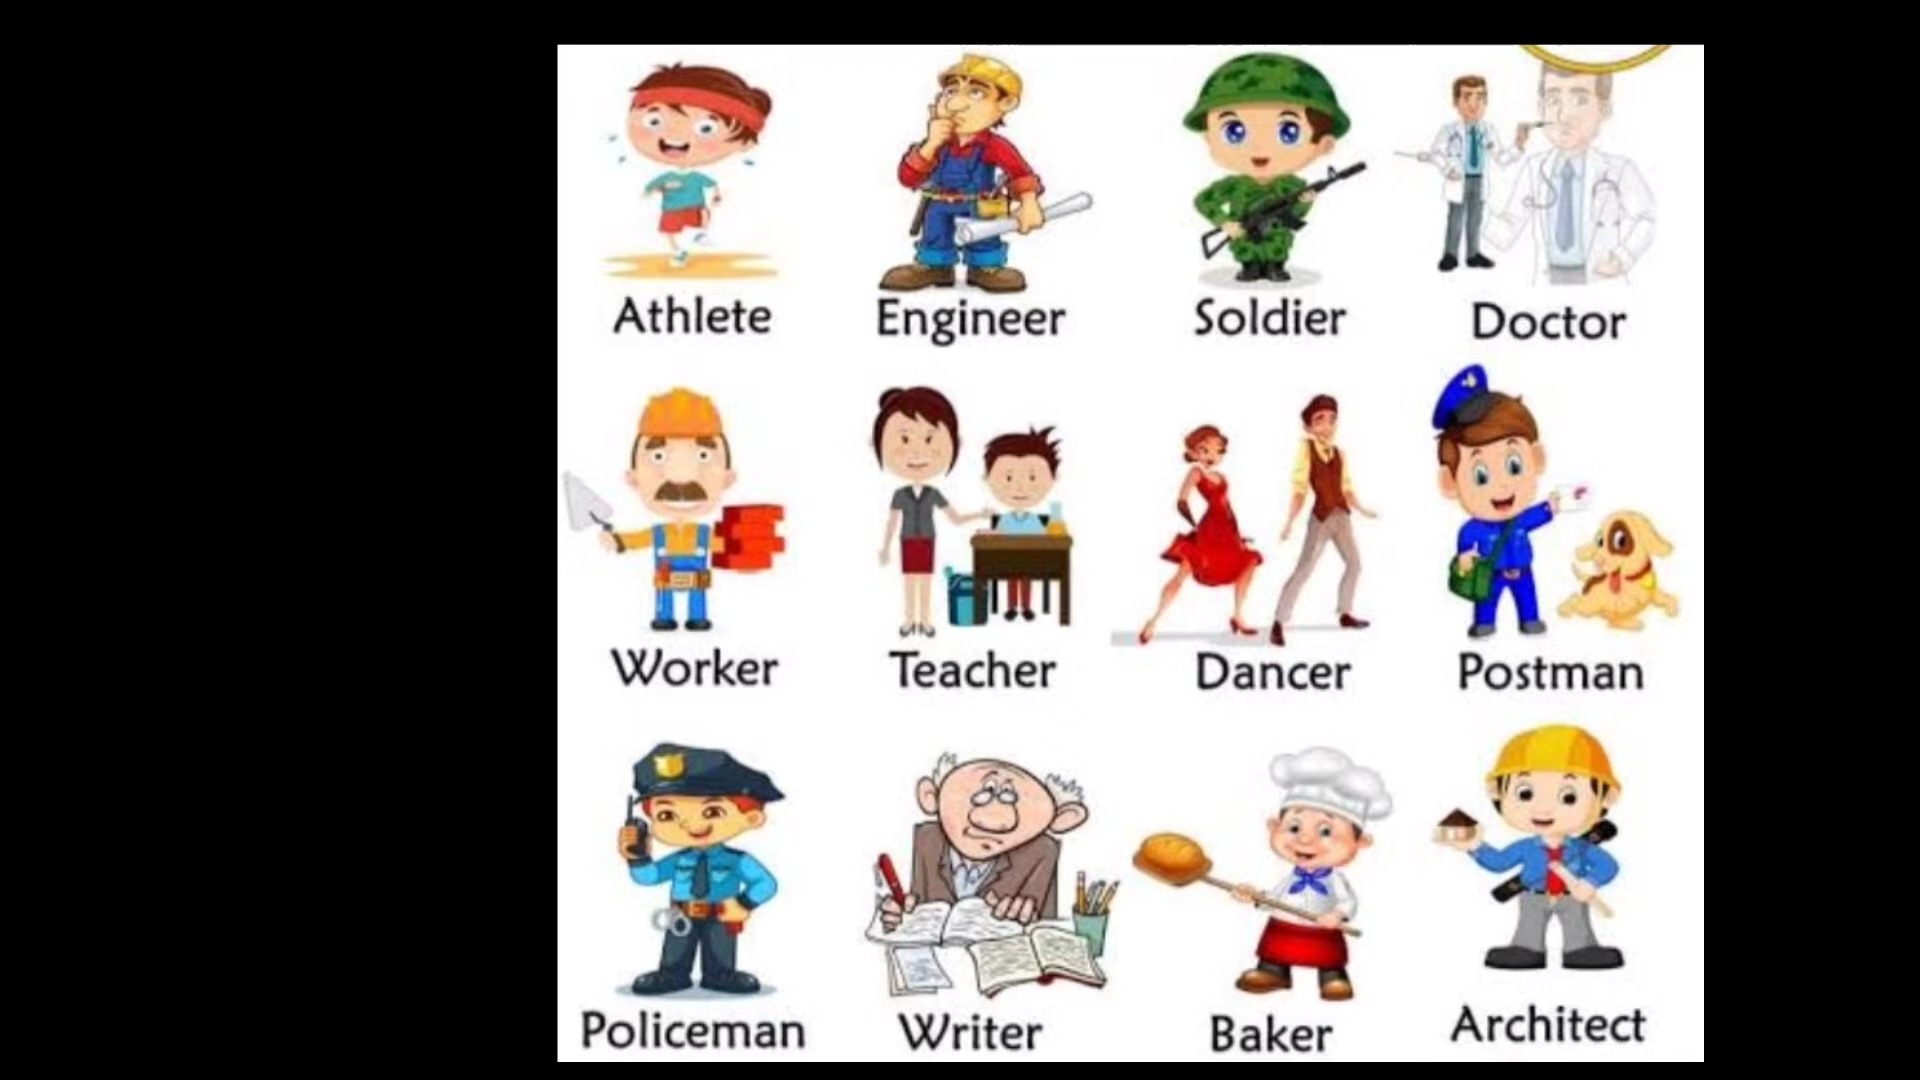 Athlete
Engineer
Soldier
Doctor
Worker
Teacher
Dancer
Postman
Policeman
Writer
Baker
Architect